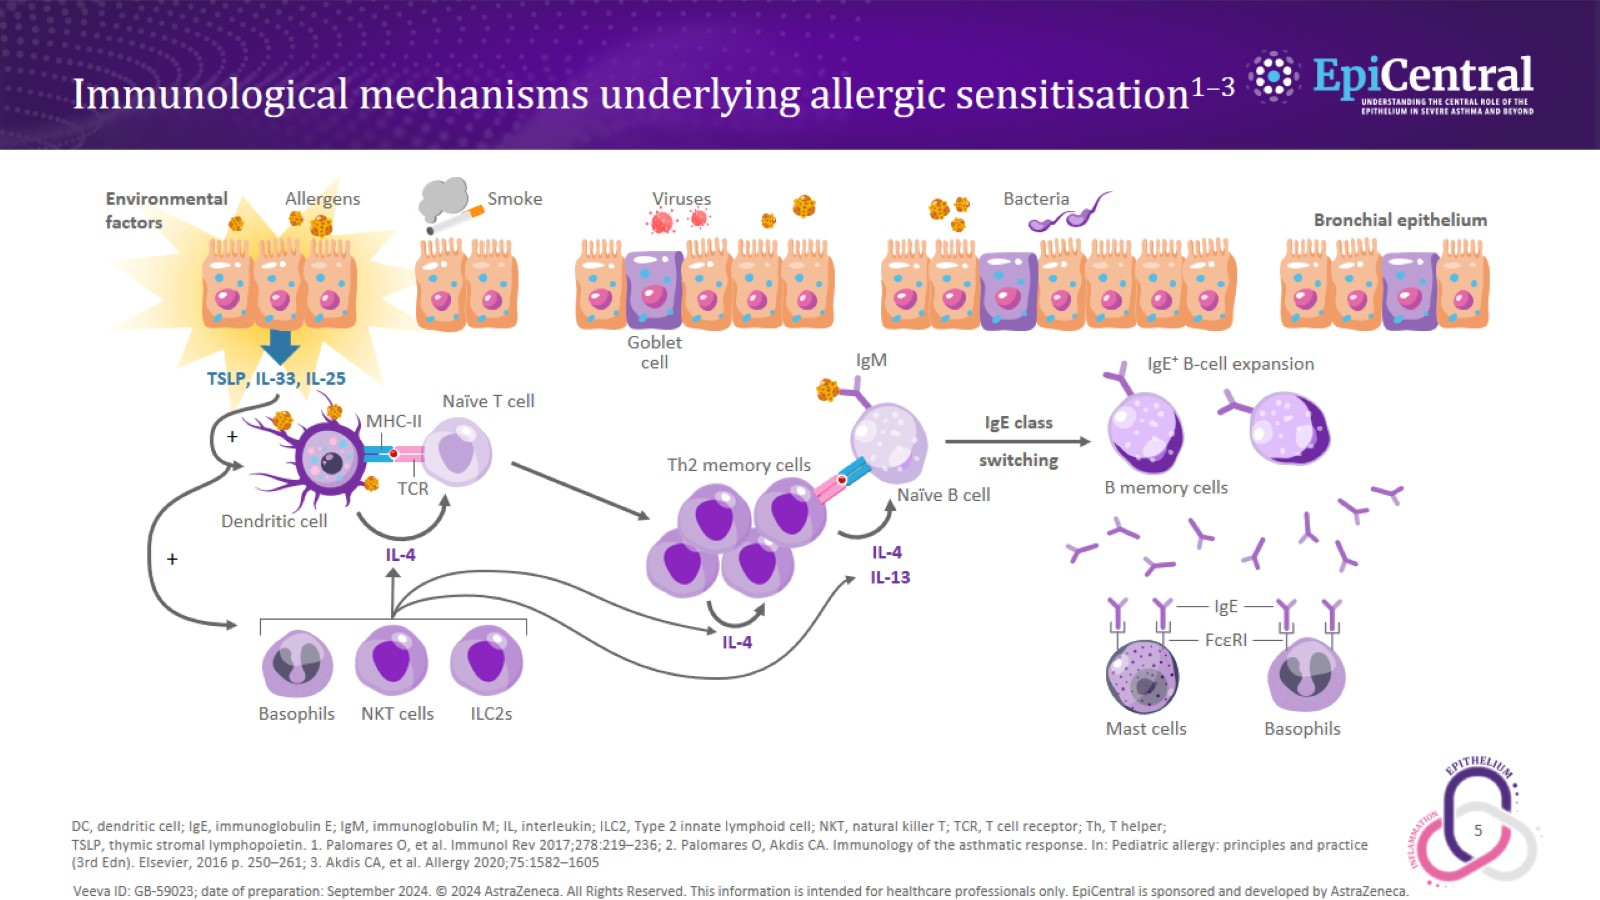 Immunological mechanisms underlying allergic sensitisation1–3
EpiCentral
UNDERSTANDING THE CENTRAL ROLE OF THE
EPITHELIUM IN SEVERE ASTHMA AND BEYOND
Environmental
factors
Allergens
Smoke
Viruses
Bacteria
Bronchial epithelium
Goblet
cell
TSLP, IL-33, IL-25
+
MHC-II
Naïve T cell
TCR
Dendritic cell
IL-4
+
Basophils
NKT cells
ILC2s
Th2 memory cells
IL-4
IgM
Naïve B cell
IL-4
IL-13
IgE class
switching
IgE+ B-cell expansion
B memory cells
IgE
FcεRI
Mast cells
Basophils
DC, dendritic cell; IgE, immunoglobulin E; IgM, immunoglobulin M; IL, interleukin; ILC2, Type 2 innate lymphoid cell; NKT, natural killer T; TCR, T cell receptor; Th, T helper;
TSLP, thymic stromal lymphopoietin. 1. Palomares O, et al. Immunol Rev 2017;278:219–236; 2. Palomares O, Akdis CA. Immunology of the asthmatic response. In: Pediatric allergy: principles and practice
(3rd Edn). Elsevier, 2016 p. 250–261; 3. Akdis CA, et al. Allergy 2020;75:1582–1605
Veeva ID: GB-59023; date of preparation: September 2024. © 2024 AstraZeneca. All Rights Reserved. This information is intended for healthcare professionals only. EpiCentral is sponsored and developed by AstraZeneca.
EPITHELIUM
INFLAMMATION
5